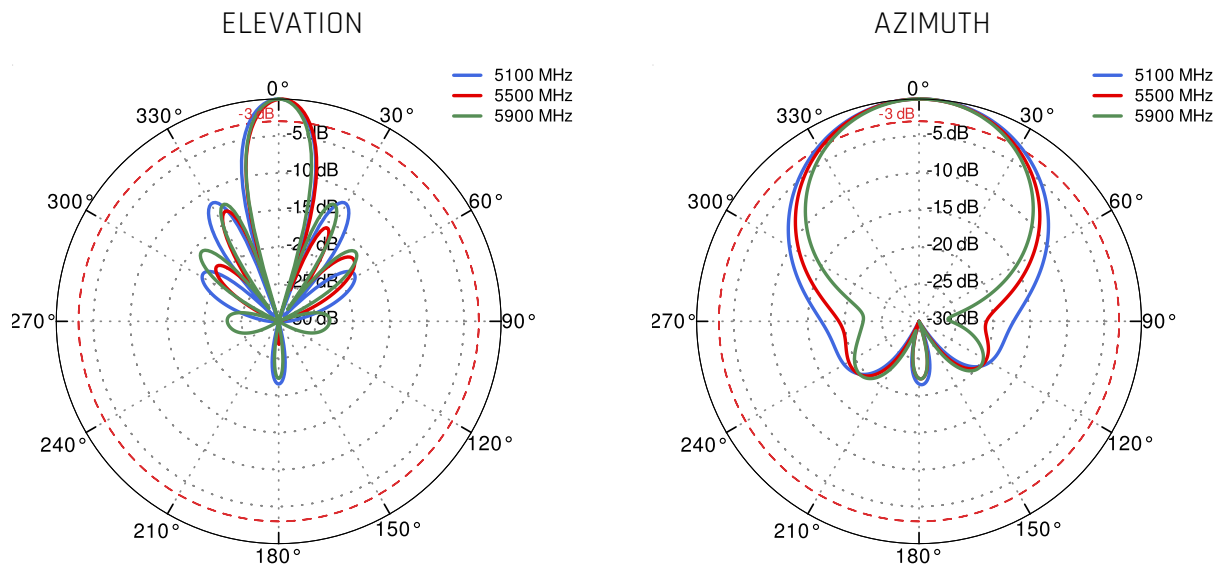 ELEVATION
5100 MHz
5500 MHz
5900 MHz
0°
330°
30°
-3 dB
-5 dB
-10 dB
300°
60°
-15 dB
-20 dB
-25 dB
-30 dB
270°
90°
240°
120°
210°
150°
180°
AZIMUTH
5100 MHz
5500 MHz
5900 MHz
0°
330°
30°
-3 dB
-5 dB
-10 dB
300°
60°
-15 dB
-20 dB
-25 dB
-30 dB
270°
90°
240°
120°
210°
150°
180°